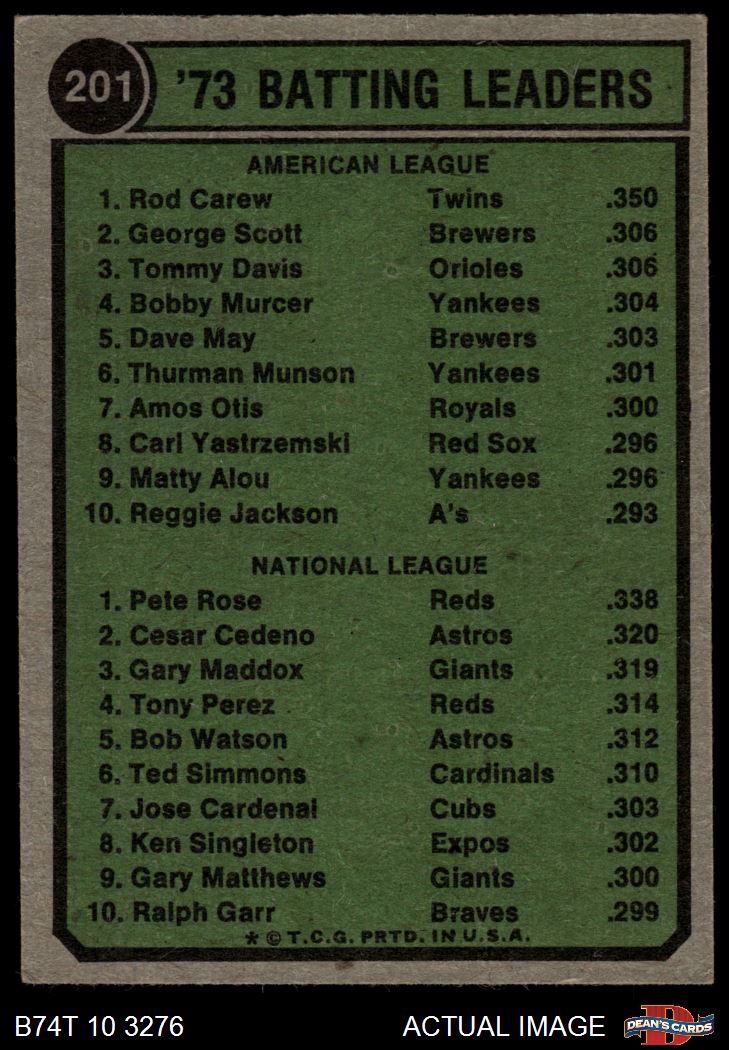 201 '73 BATTING LEADERS
AMERICAN LEAGUE
1. Rod Carew Twins .350
2. George Scott Brewers .306
3. Tommy Davis Orioles .306
4. Bobby Murcer Yankees .304
5. Dave May Brewers .303
6. Thurman Munson Yankees .301
7. Amos Otis Royals .300
8. Carl Yastrzemski Red Sox .296
9. Matty Alou Yankees .296
10. Reggie Jackson A's .293
NATIONAL LEAGUE
1. Pete Rose Reds .338
2. Cesar Cedeno Astros .320
3. Gary Maddox Giants .319
4. Tony Perez Reds .314
5. Bob Watson Astros .312
6. Ted Simmons Cardinals .310
7. Jose Cardenal Cubs .303
8. Ken Singleton Expos .302
9. Gary Matthews Giants .300
10. Ralph Garr Braves .299
* © T.C.G. PRTD. IN U.S.A.
B74T 10 3276 ACTUAL IMAGE D DEAN'S CARDS